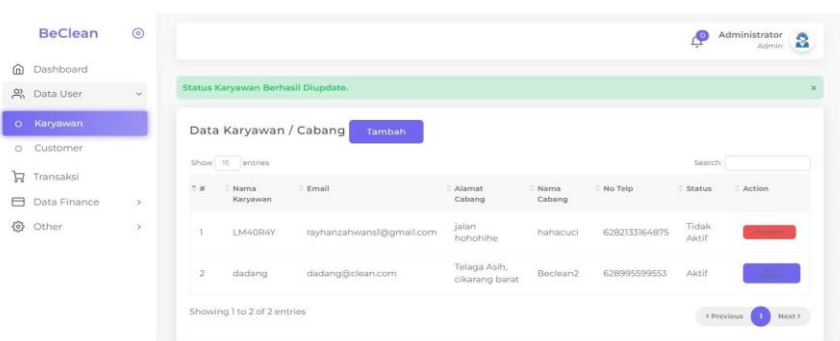 BeClean
Dashboard
Data User
Karyawan
Customer
Transaksi
Data Finance
Other
0
Administrator
Admin
Status Karyawan Berhasil Diupdate.
×
Data Karyawan / Cabang Tambah
Show 10 entries
Search:
# Nama Karyawan Email Alamat Cabang Nama Cabang No Telp Status Action
1 LM40R4Y rayhanzahwans1@gmail.com jalan hohohihe hahacuci 6282133164875 Tidak Aktif
2 dadang dadang@clean.com Telaga Asih, cikarang barat Beclean2 628995599553 Aktif
Showing 1 to 2 of 2 entries
< Previous 1 Next >